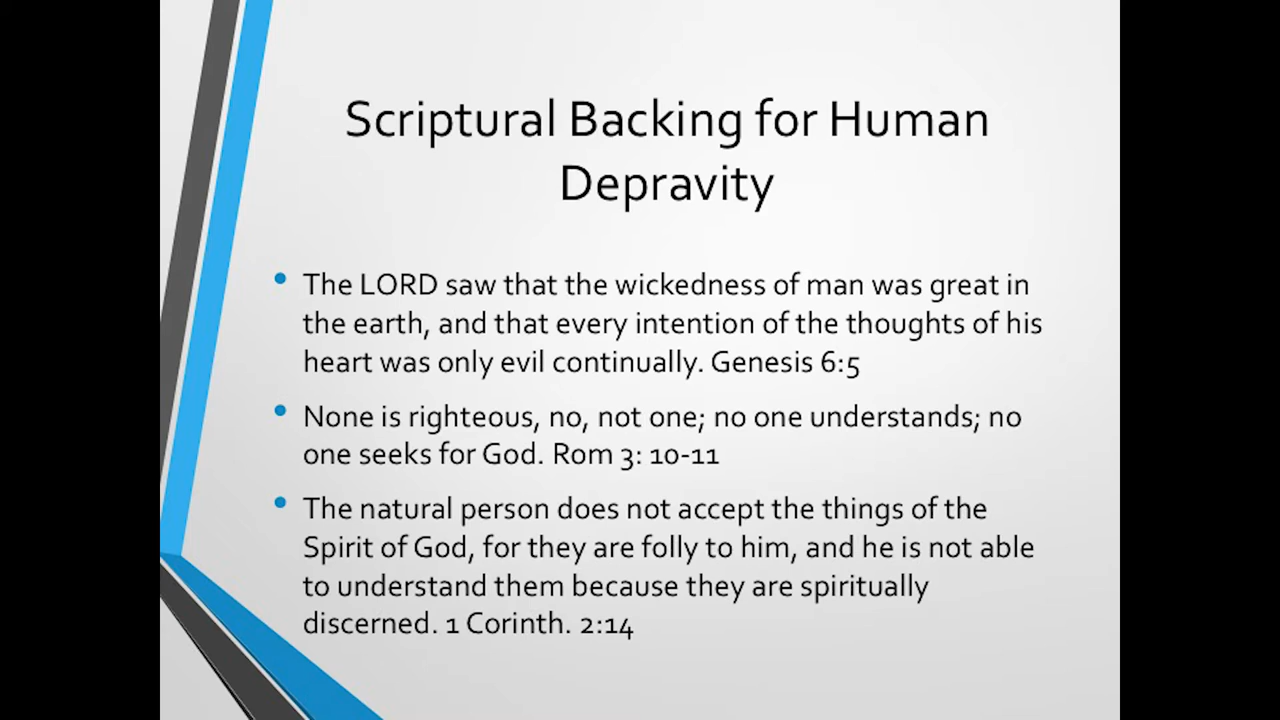 Scriptural Backing for Human
Depravity
The LORD saw that the wickedness of man was great in
the earth, and that every intention of the thoughts of his
heart was only evil continually. Genesis 6:5
None is righteous, no, not one; no one understands; no
one seeks for God. Rom 3: 10-11
The natural person does not accept the things of the
Spirit of God, for they are folly to him, and he is not able
to understand them because they are spiritually
discerned. 1 Corinth. 2:14